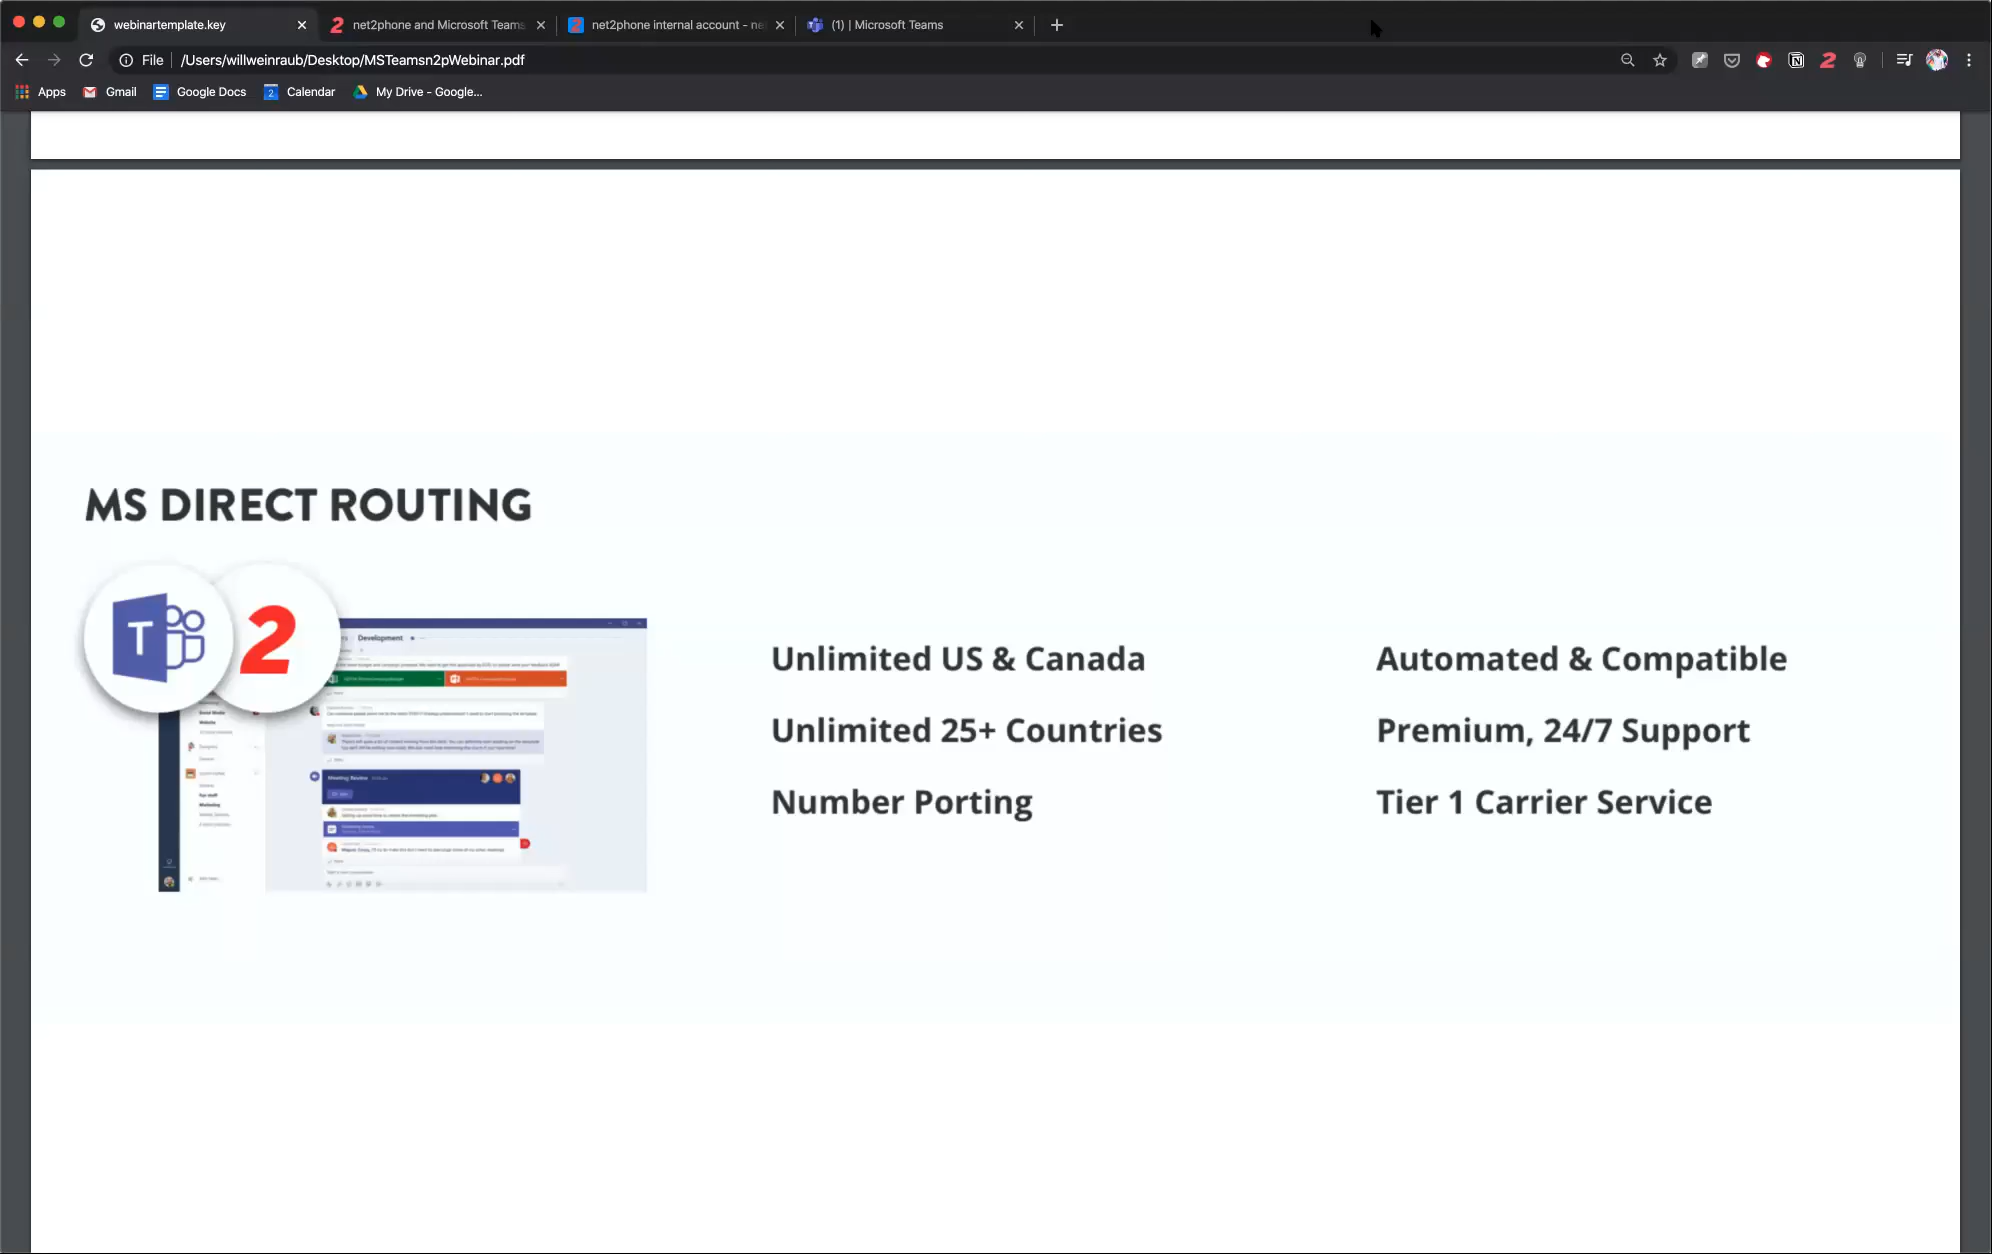 webinartemplate.key
net2phone and Microsoft Teams
net2phone internal account - ne
(1) | Microsoft Teams
File
/Users/willweinraub/Desktop/MSTeamsn2pWebinar.pdf
Apps
Gmail
Google Docs
Calendar
My Drive - Google...
MS DIRECT ROUTING
T
2
Development
Unlimited US & Canada
Automated & Compatible
Unlimited 25+ Countries
Premium, 24/7 Support
Number Porting
Tier 1 Carrier Service